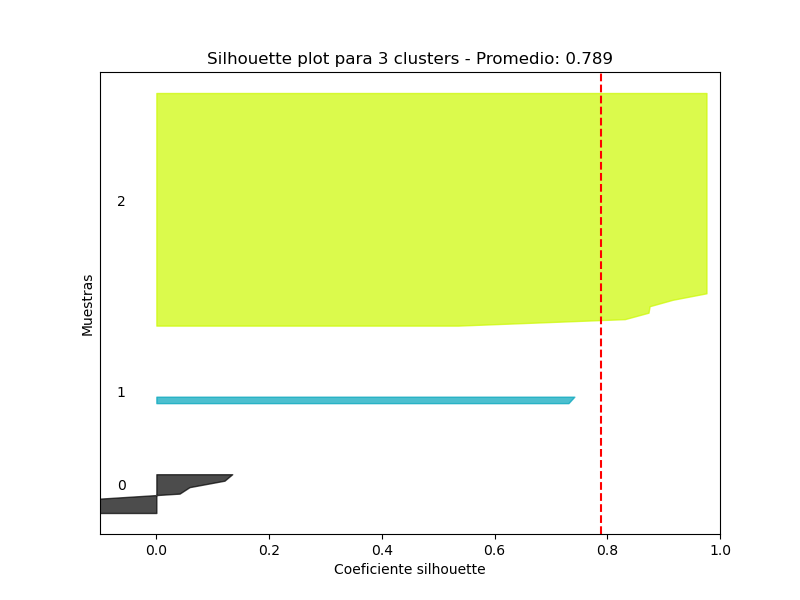 Silhouette plot para 3 clusters - Promedio: 0.789
2
1
0
Muestras
0.0 0.2 0.4 0.6 0.8 1.0
Coeficiente silhouette